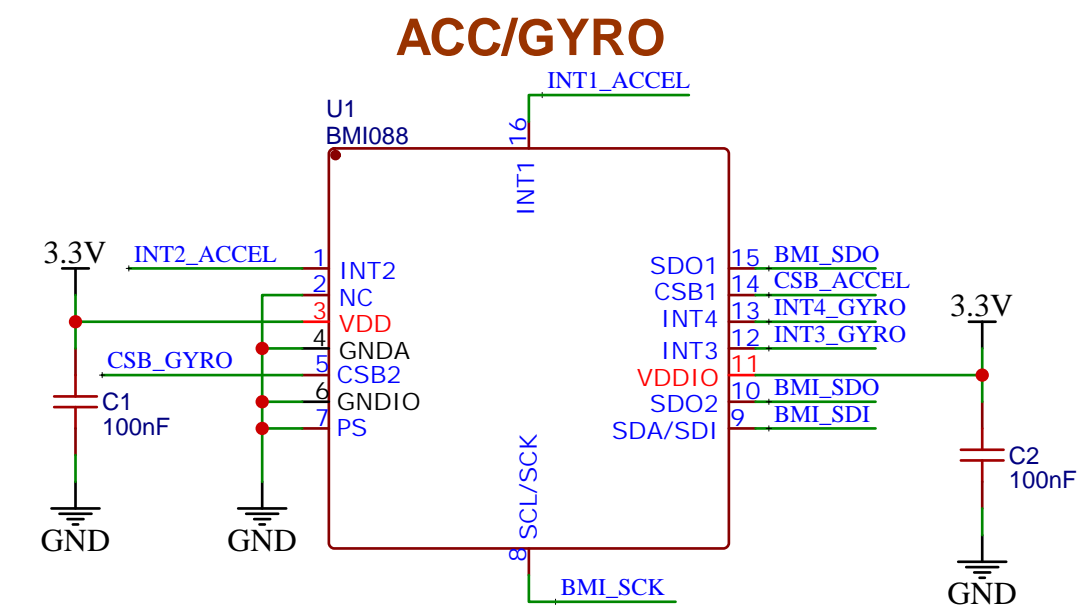 ACC/GYRO
INT1_ACCEL
U1
BMI088
16
INT1
3.3V
INT2_ACCEL
1
INT2
2
NC
3
VDD
4
GNDA
CSB_GYRO
5
CSB2
6
GNDIO
7
PS
C1
100nF
GND
GND
SDO1
15
BMI_SDO
CSB1
14
CSB_ACCEL
INT4
13
INT4_GYRO
INT3
12
INT3_GYRO
VDDIO
11
3.3V
SDO2
10
BMI_SDO
SDA/SDI
9
BMI_SDI
C2
100nF
GND
SCL/SCK
8
BMI_SCK